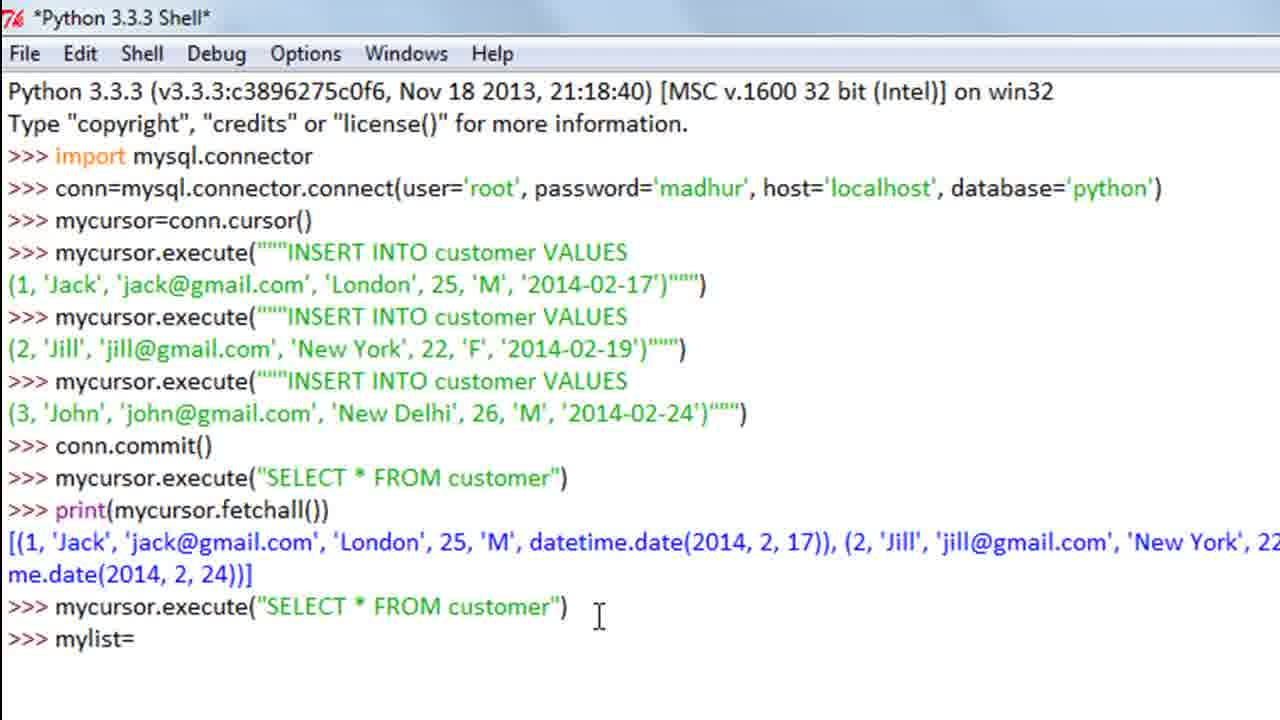 *Python 3.3.3 Shell*
File Edit Shell Debug Options Windows Help
Python 3.3.3 (v3.3.3:c3896275c0f6, Nov 18 2013, 21:18:40) [MSC v.1600 32 bit (Intel)] on win32
Type "copyright", "credits" or "license()" for more information.
>>> import mysql.connector
>>> conn=mysql.connector.connect(user='root', password='madhur', host='localhost', database='python')
>>> mycursor=conn.cursor()
>>> mycursor.execute("""INSERT INTO customer VALUES
(1, 'Jack', 'jack@gmail.com', 'London', 25, 'M', '2014-02-17')""")
>>> mycursor.execute("""INSERT INTO customer VALUES
(2, 'Jill', 'jill@gmail.com', 'New York', 22, 'F', '2014-02-19')""")
>>> mycursor.execute("""INSERT INTO customer VALUES
(3, 'John', 'john@gmail.com', 'New Delhi', 26, 'M', '2014-02-24')""")
>>> conn.commit()
>>> mycursor.execute("SELECT * FROM customer")
>>> print(mycursor.fetchall())
[(1, 'Jack', 'jack@gmail.com', 'London', 25, 'M', datetime.date(2014, 2, 17)), (2, 'Jill', 'jill@gmail.com', 'New York', 22
me.date(2014, 2, 24))]
>>> mycursor.execute("SELECT * FROM customer")
>>> mylist=